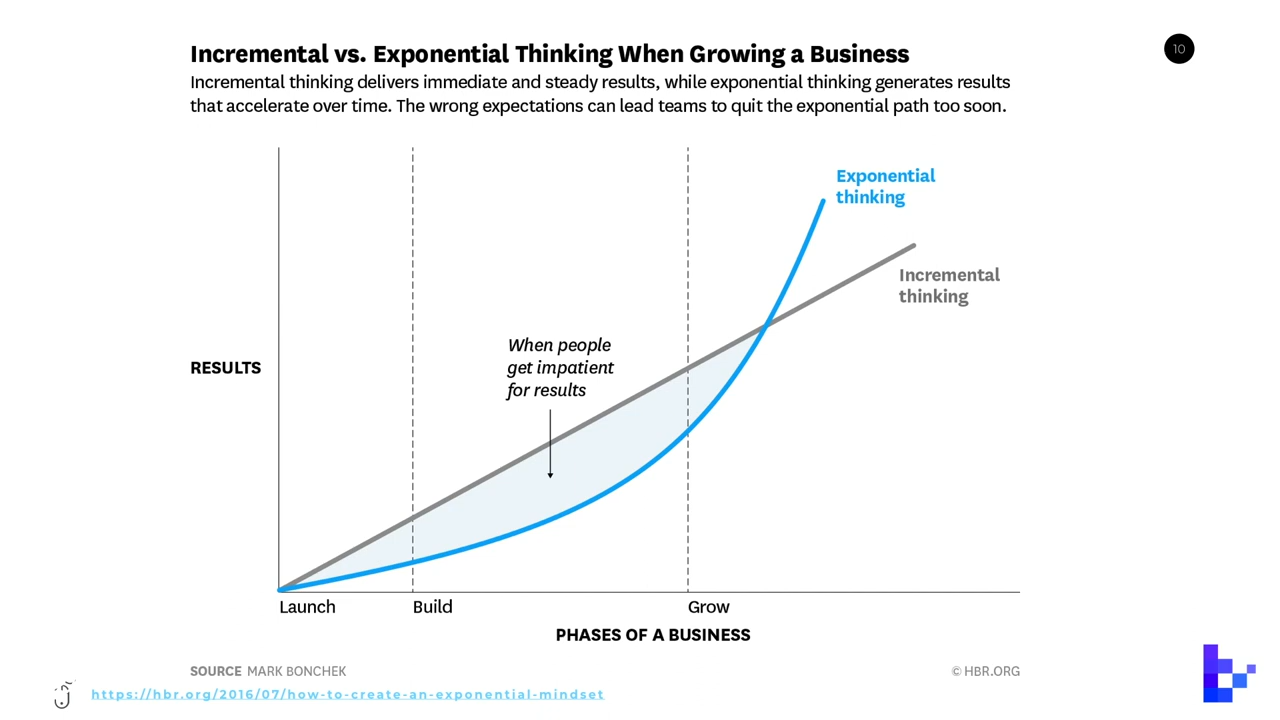 Incremental vs. Exponential Thinking When Growing a Business
10
Incremental thinking delivers immediate and steady results, while exponential thinking generates results
that accelerate over time. The wrong expectations can lead teams to quit the exponential path too soon.
Exponential
thinking
Incremental
thinking
When people
get impatient
for results
RESULTS
Launch
Build
Grow
PHASES OF A BUSINESS
SOURCE MARK BONCHEK
© HBR.ORG
https://hbr.org/2016/07/how-to-create-an-exponential-mindset